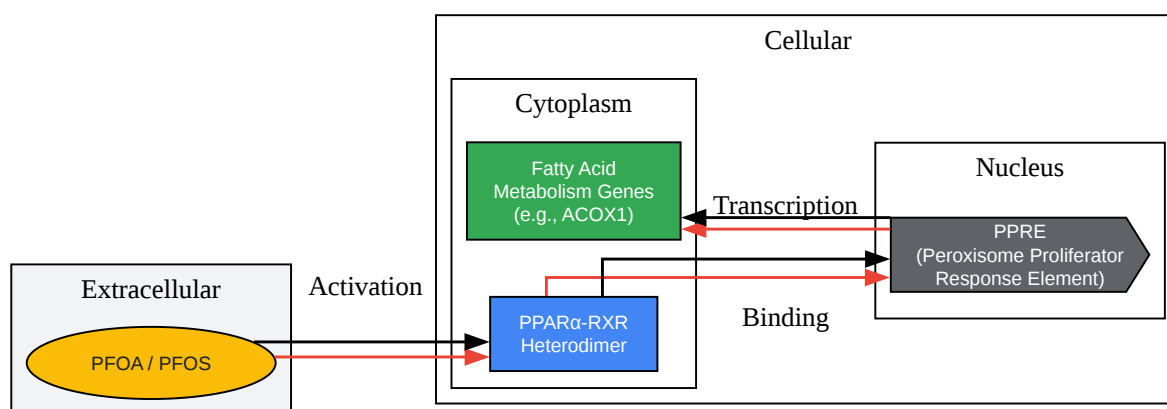 Cellular
Cytoplasm
Fatty Acid
Metabolism Genes
(e.g., ACOX1)
Transcription
Nucleus
PPRE
(Peroxisome Proliferator
Response Element)
Extracellular
Activation
PFOA / PFOS
PPARα-RXR
Heterodimer
Binding